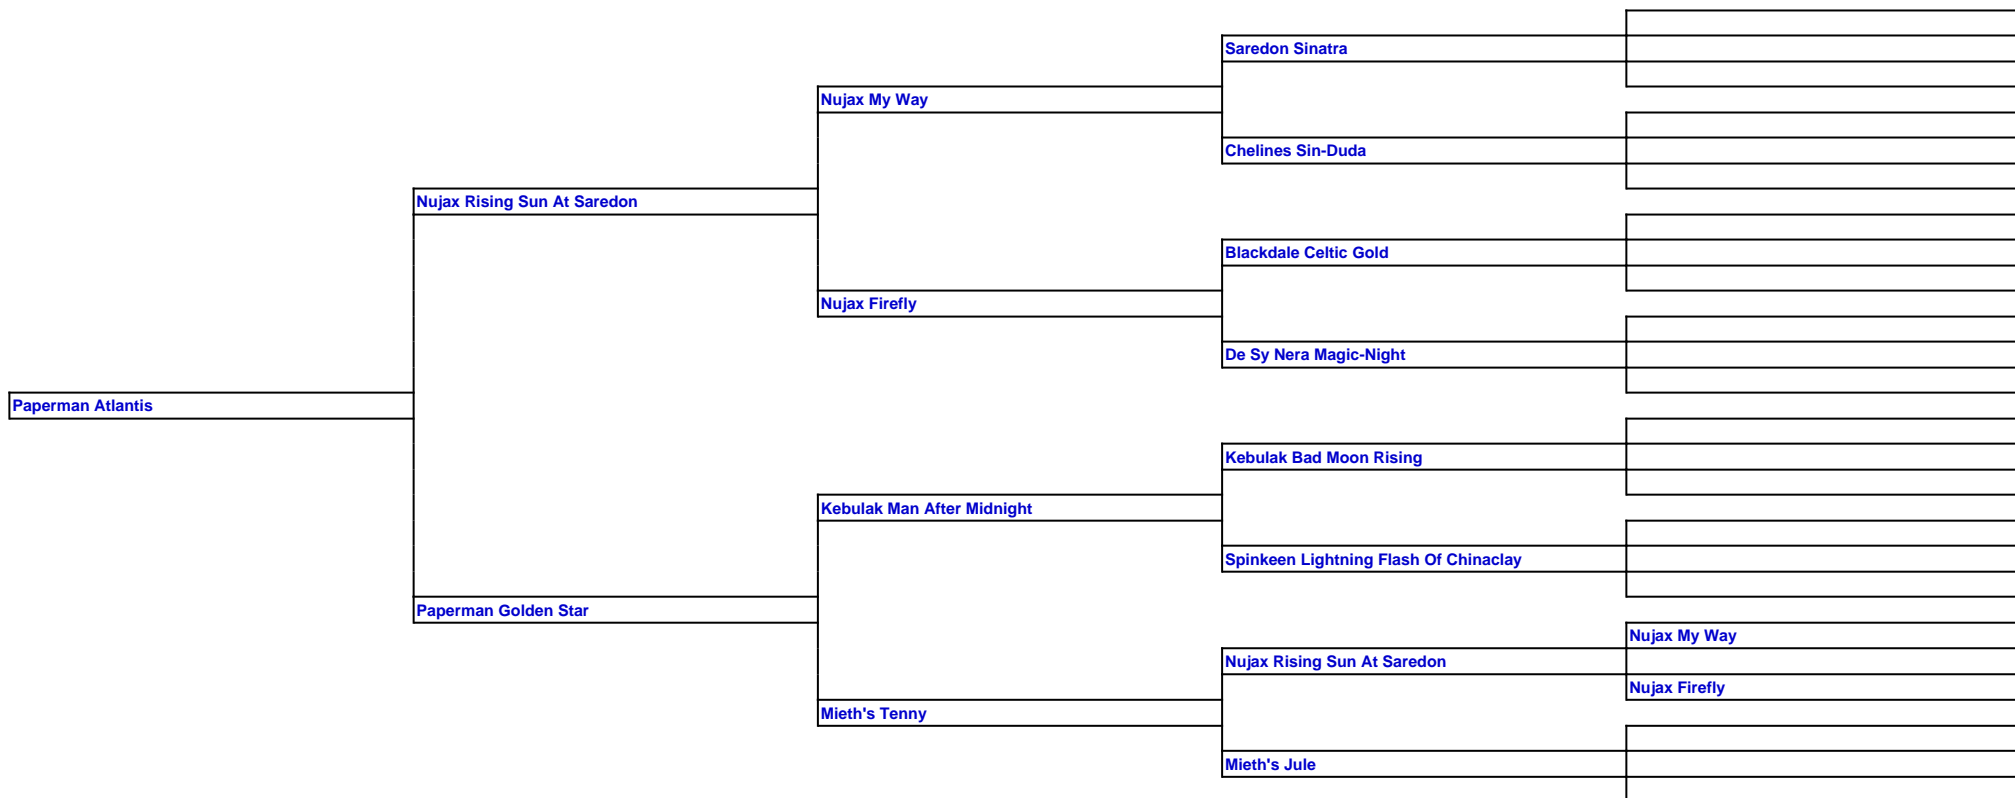 Saredon Sinatra
Nujax My Way
Chelines Sin-Duda
Nujax Rising Sun At Saredon
Blackdale Celtic Gold
Nujax Firefly
De Sy Nera Magic-Night
Paperman Atlantis
Kebulak Bad Moon Rising
Kebulak Man After Midnight
Spinkeen Lightning Flash Of Chinaclay
Paperman Golden Star
Nujax My Way
Nujax Rising Sun At Saredon
Nujax Firefly
Mieth's Tenny
Mieth's Jule